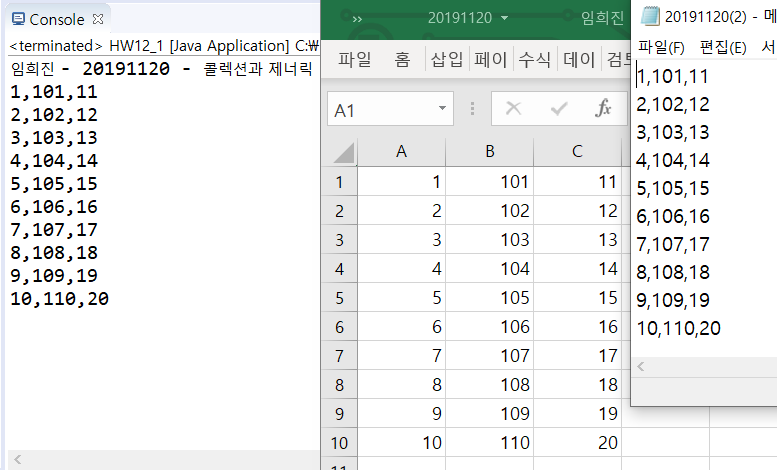 Console
<terminated> HW12_1 [Java Application] C:₩
임희진 - 20191120 - 콜렉션과 제너릭
1,101,11
2,102,12
3,103,13
4,104,14
5,105,15
6,106,16
7,107,17
8,108,18
9,109,19
10,110,20
20191120 임희진
파일 홈 삽입 페이 수식 데이 검토
A1 fx
A B C
1 1 101 11
2 2 102 12
3 3 103 13
4 4 104 14
5 5 105 15
6 6 106 16
7 7 107 17
8 8 108 18
9 9 109 19
10 10 110 20
20191120(2) - 메
파일(F) 편집(E) 서
1,101,11
2,102,12
3,103,13
4,104,14
5,105,15
6,106,16
7,107,17
8,108,18
9,109,19
10,110,20